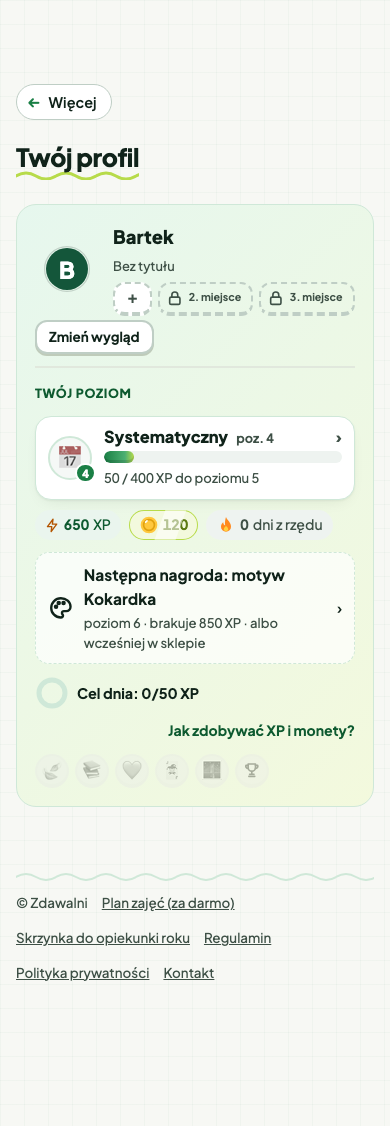 ← Więcej
Twój profil
B
Bartek
Bez tytułu
+ 2. miejsce 3. miejsce
Zmień wygląd
TWÓJ POZIOM
17
4
Systematyczny poz. 4 ›
50 / 400 XP do poziomu 5
650 XP 120 0 dni z rzędu
Następna nagroda: motyw
Kokardka
poziom 6 · brakuje 850 XP · albo
wcześniej w sklepie
›
Cel dnia: 0/50 XP
Jak zdobywać XP i monety?
© Zdawalni Plan zajęć (za darmo)
Skrzynka do opiekunki roku Regulamin
Polityka prywatności Kontakt